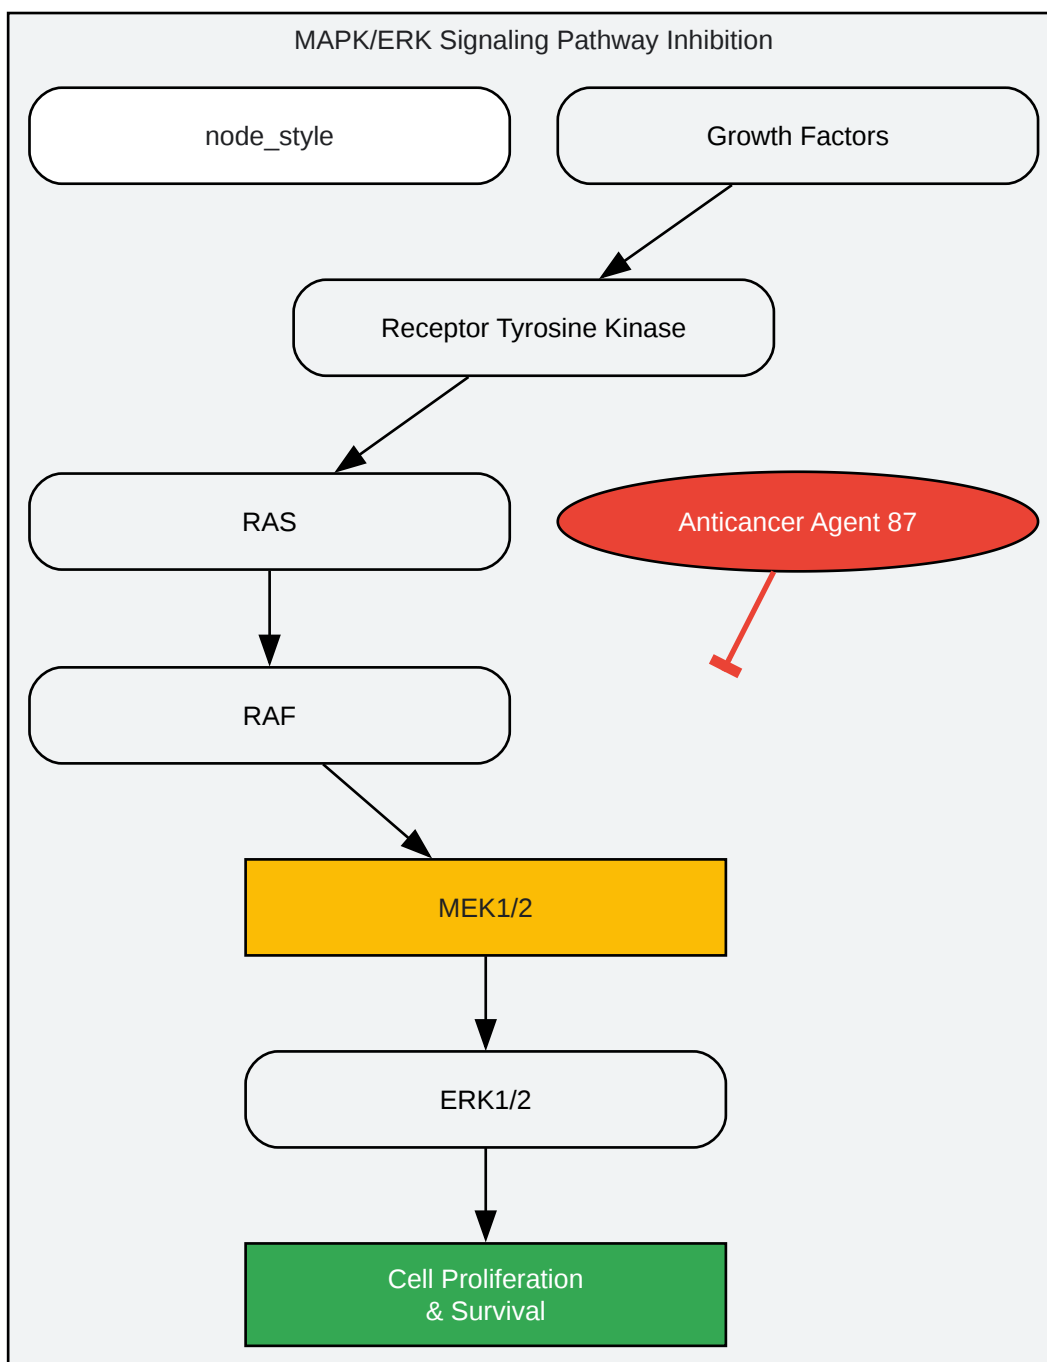 MAPK/ERK Signaling Pathway Inhibition
node_style
Growth Factors
Receptor Tyrosine Kinase
RAS
Anticancer Agent 87
RAF
MEK1/2
ERK1/2
Cell Proliferation
& Survival